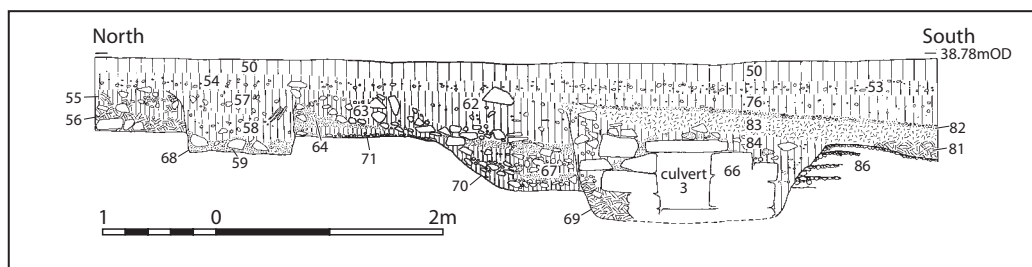 North South
50 50 38.78mOD
54 53
55 57 62 76
56 63 83 82
58 84 81
68 59 64 71 culvert 66 86
70 67 3
69
1 0 2m